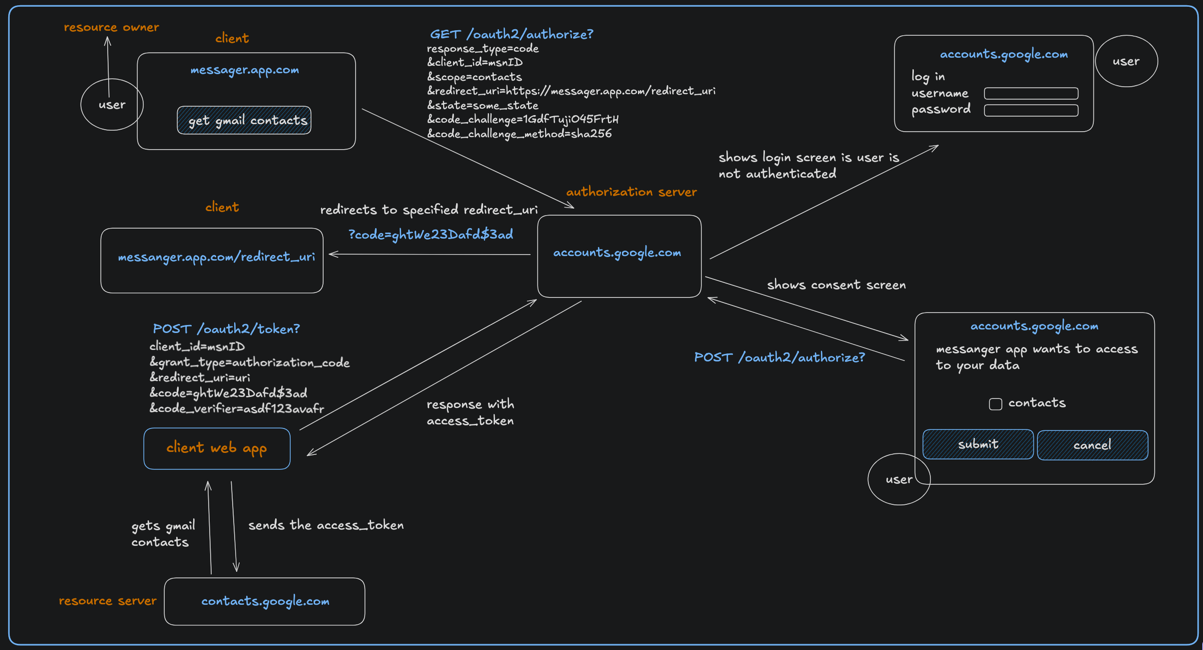 resource owner
client
user
messager.app.com
get gmail contacts
GET /oauth2/authorize?
response_type=code
&client_id=msnID
&scope=contacts
&redirect_uri=https://messager.app.com/redirect_uri
&state=some_state
&code_challenge=1GdfTujiO45FrtH
&code_challenge_method=sha256
accounts.google.com
log in
username
password
user
shows login screen is user is
not authenticated
authorization server
accounts.google.com
redirects to specified redirect_uri
?code=ghtWe23Dafd$3ad
client
messanger.app.com/redirect_uri
shows consent screen
POST /oauth2/authorize?
accounts.google.com
messanger app wants to access
to your data
contacts
submit
cancel
user
POST /oauth2/token?
client_id=msnID
&grant_type=authorization_code
&redirect_uri=uri
&code=ghtWe23Dafd$3ad
&code_verifier=asdf123avafr
response with
access_token
client web app
gets gmail
contacts
sends the access_token
resource server
contacts.google.com